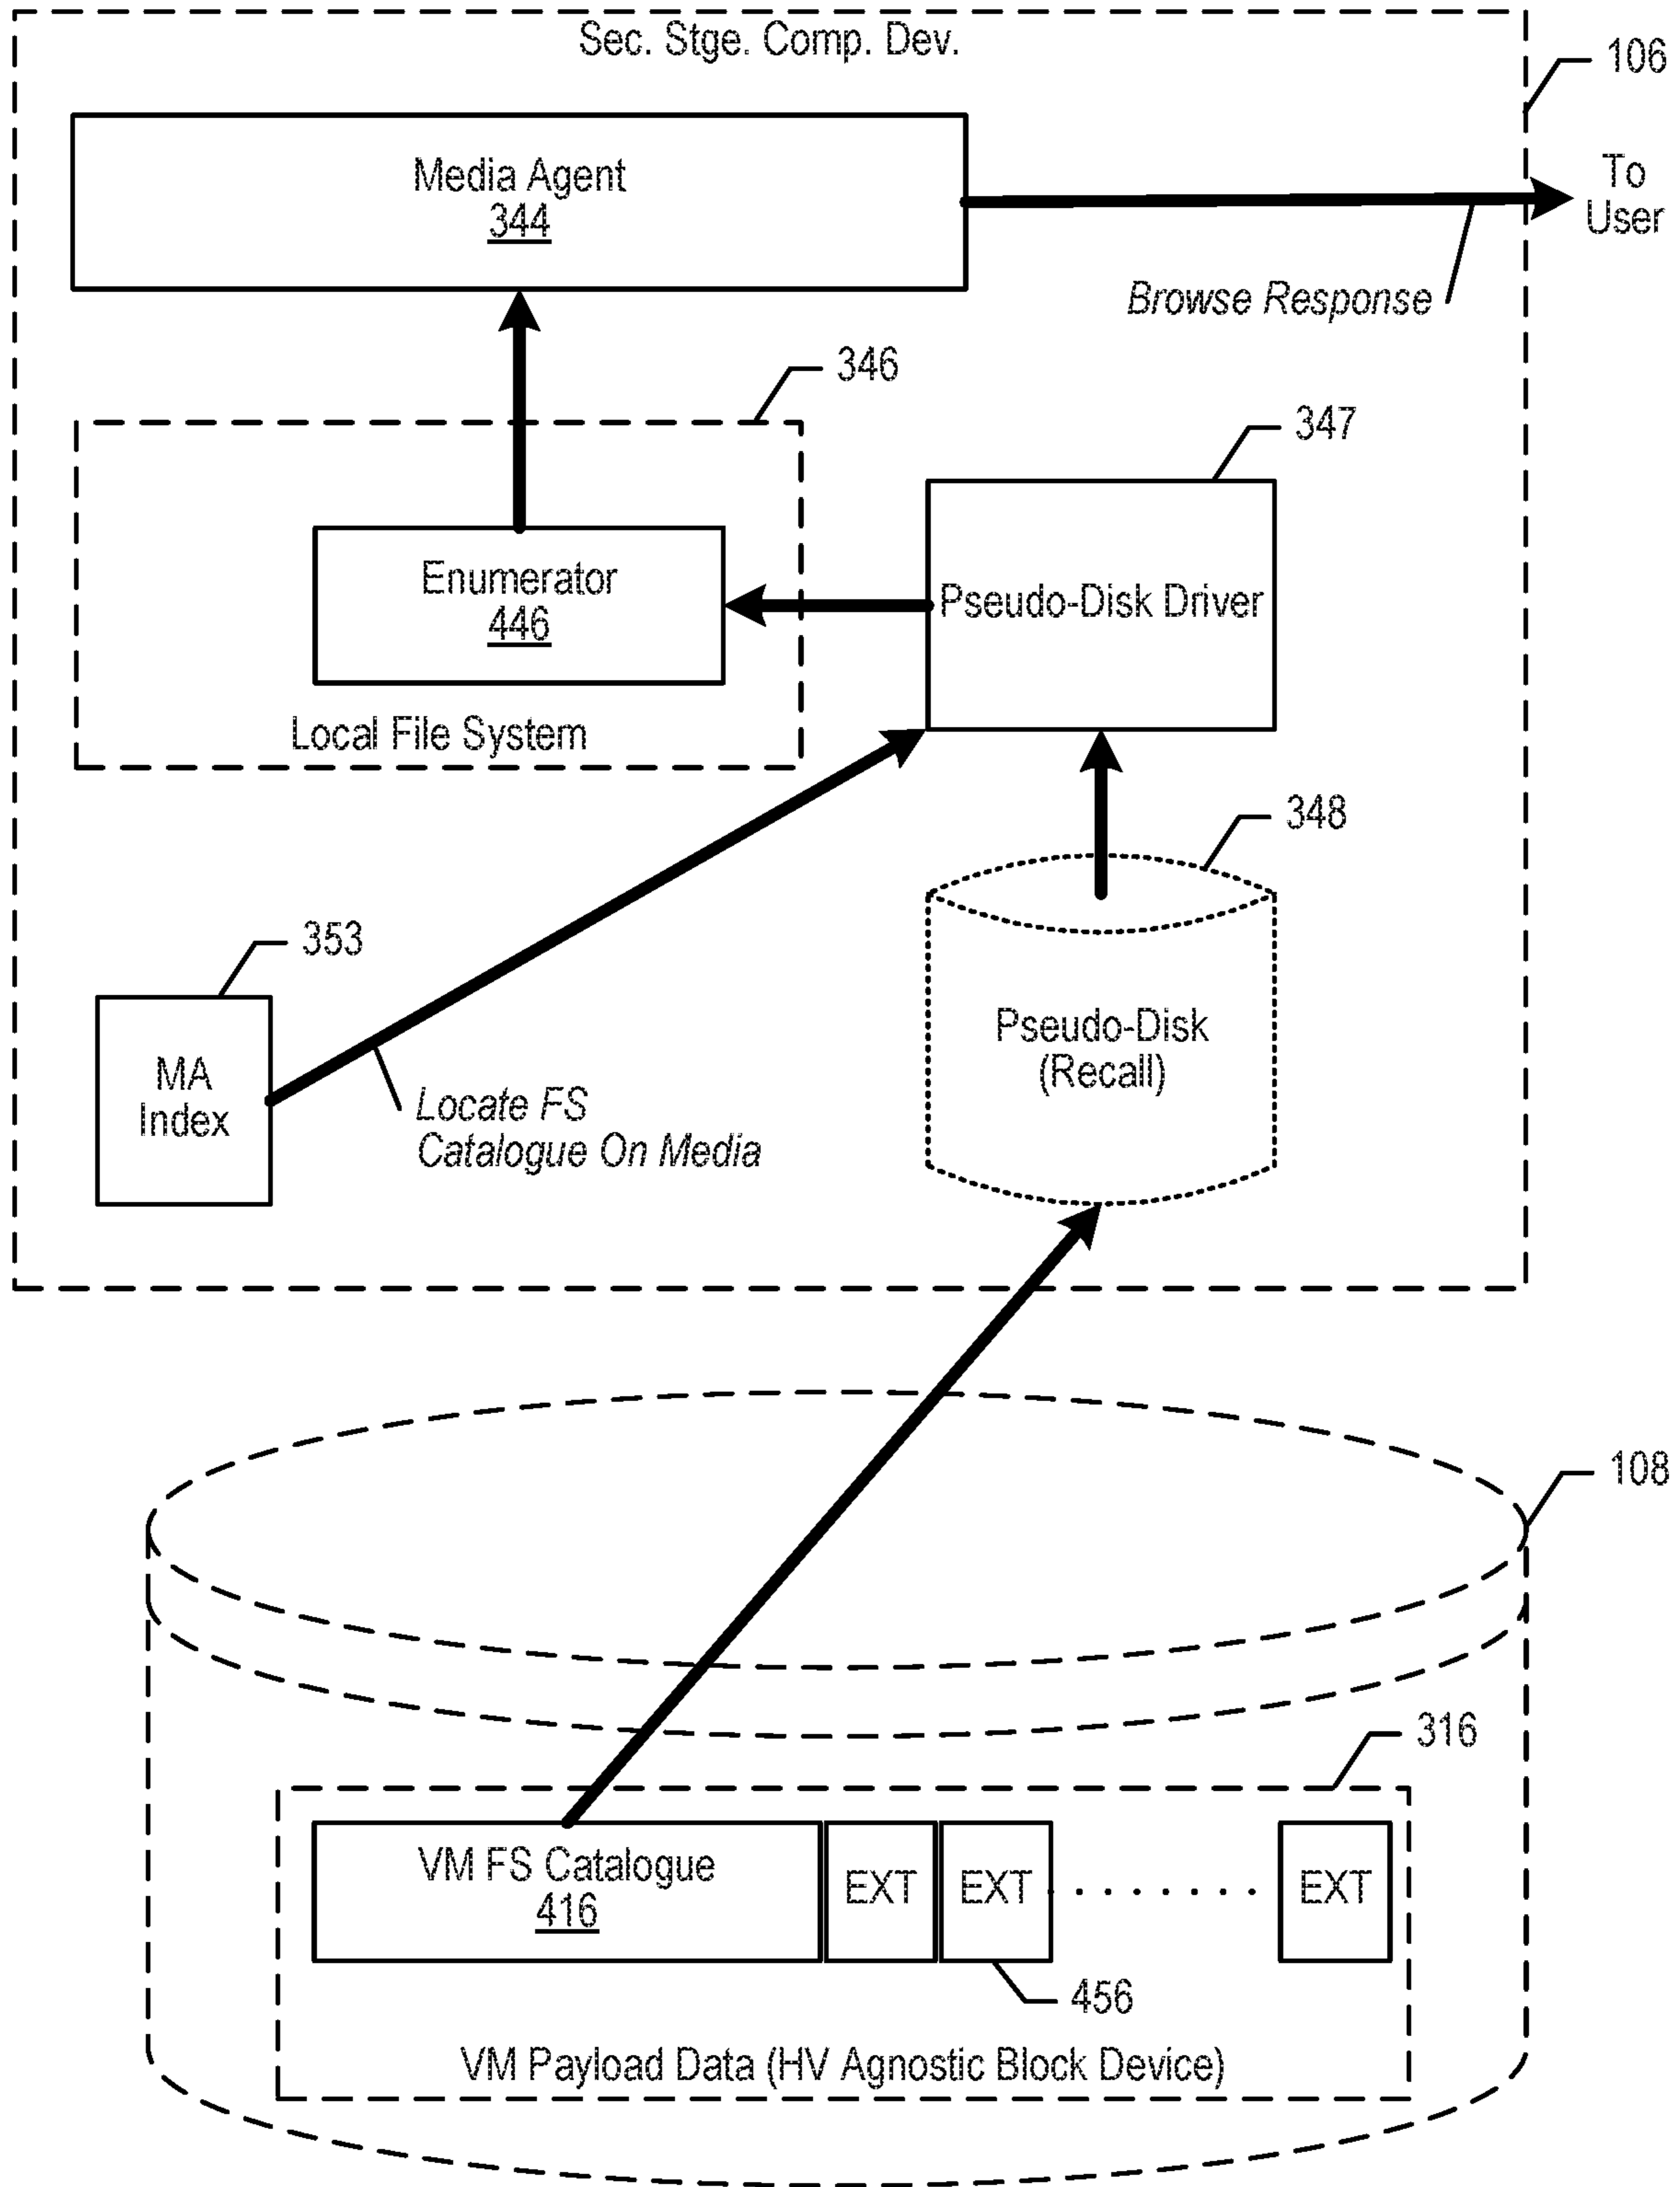 Sec. Stge. Comp. Dev.
106
Media Agent
344
To
User
Browse Response
346
347
Enumerator
446
Pseudo-Disk Driver
Local File System
348
353
MA
Index
Locate FS
Catalogue On Media
Pseudo-Disk
(Recall)
108
316
VM FS Catalogue
416
EXT
EXT
EXT
456
VM Payload Data (HV Agnostic Block Device)